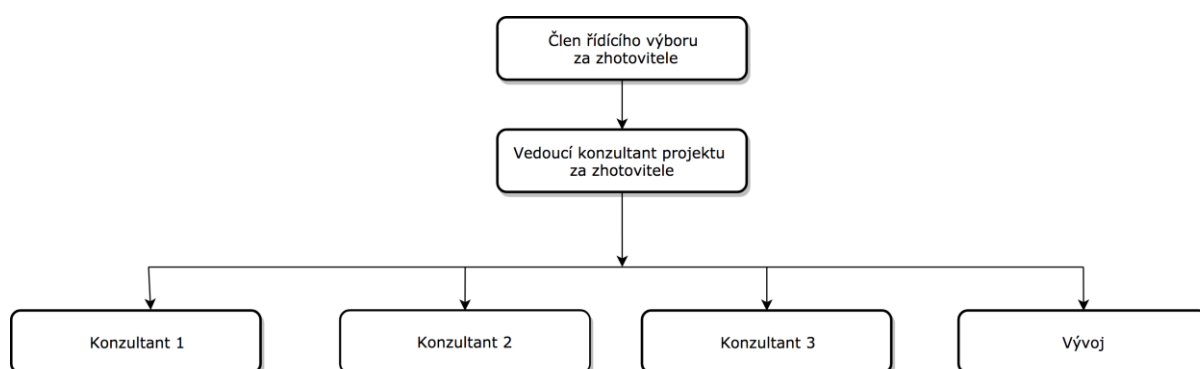 Člen řídícího výboru
za zhotovitele
Vedoucí konzultant projektu
za zhotovitele
Konzultant 1
Konzultant 2
Konzultant 3
Vývoj